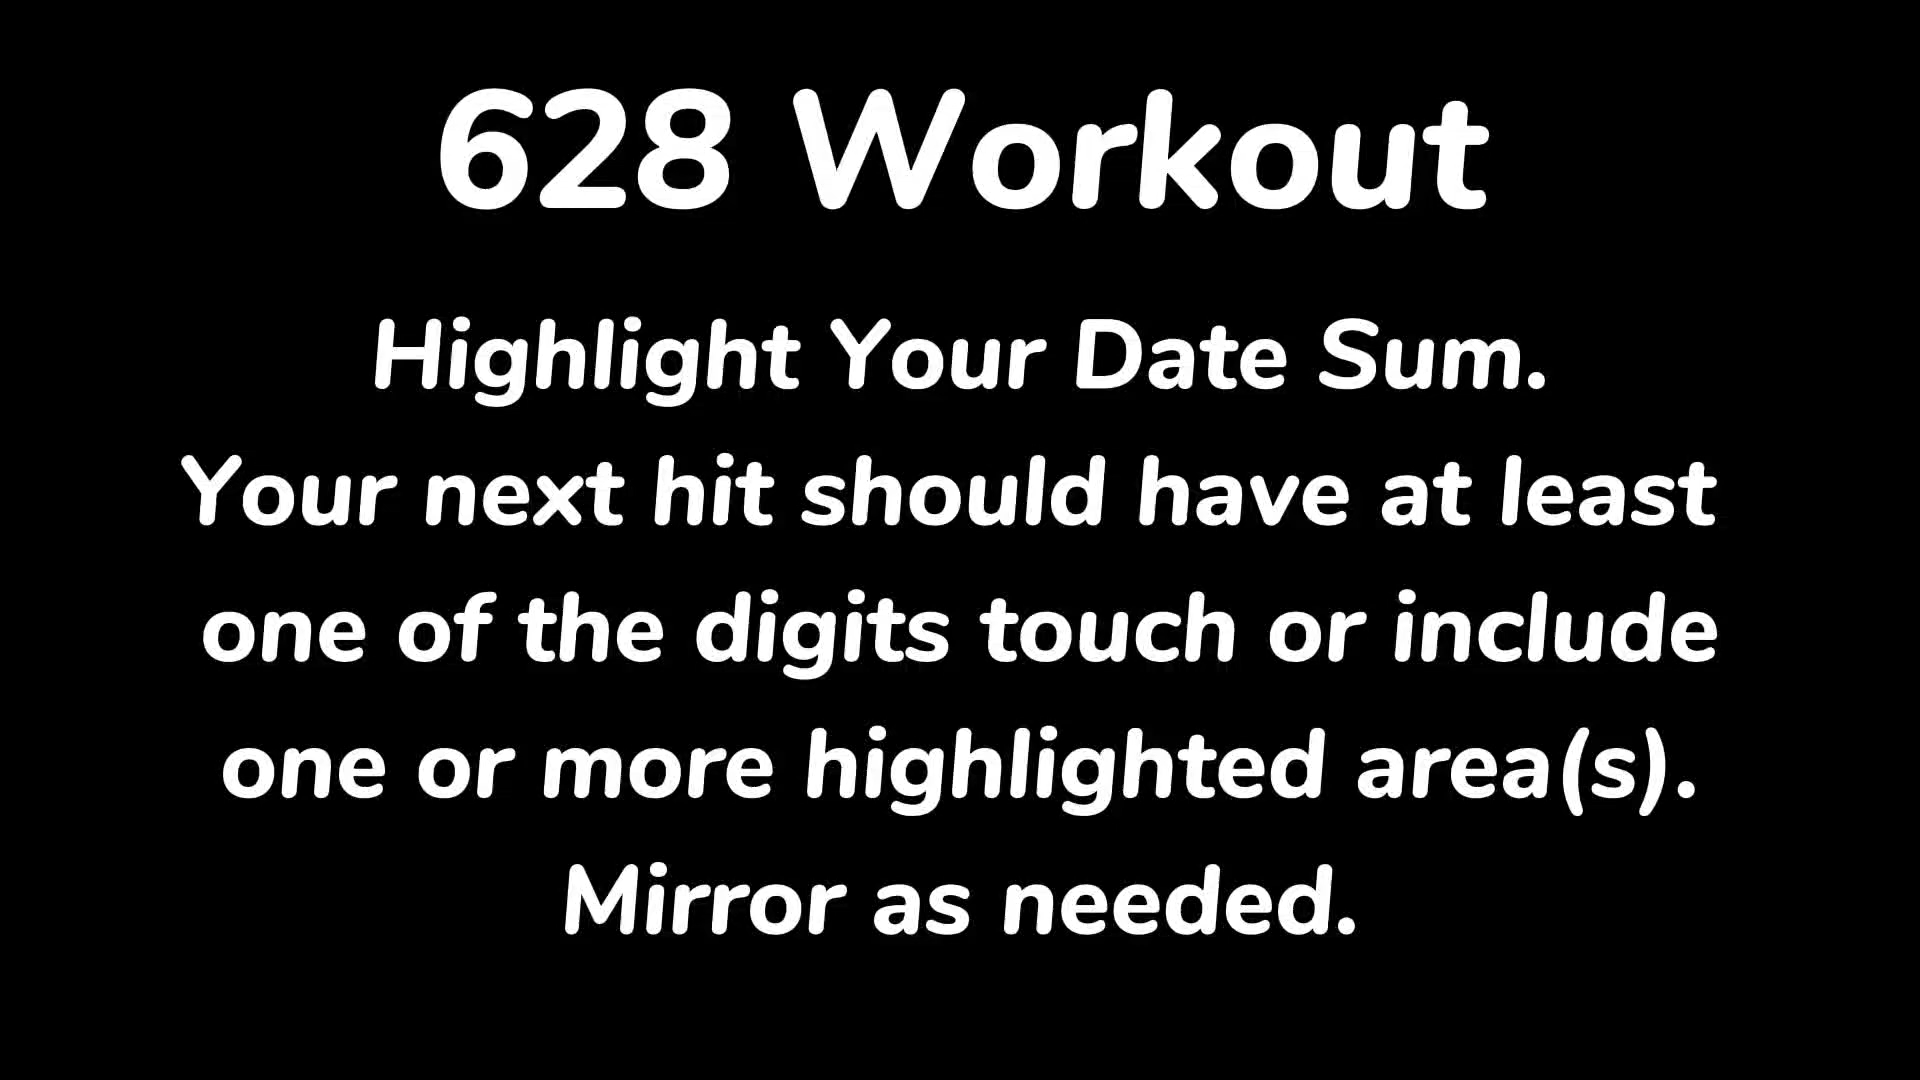 628 Workout
Highlight Your Date Sum.
Your next hit should have at least
one of the digits touch or include
one or more highlighted area(s).
Mirror as needed.